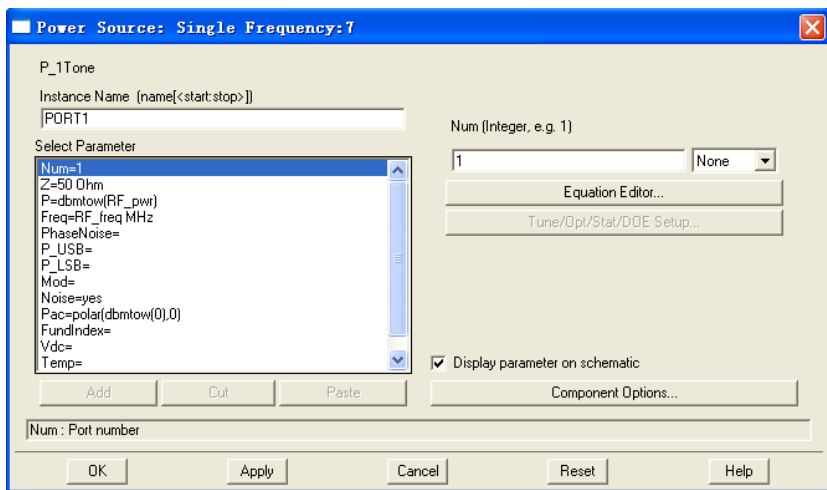 Power Source: Single Frequency:7
P_1Tone
Instance Name (name[<start:stop>])
PORT1
Select Parameter
Num=1
Z=50 Ohm
P=dbmtow(RF_pwr)
Freq=RF_freq MHz
PhaseNoise=
P_USB=
P_LSB=
Mod=
Noise=yes
Pac=polar(dbmtow(0),0)
FundIndex=
Vdc=
Temp=
Add Cut Paste
Num (Integer, e.g. 1)
1 None
Equation Editor...
Tune/Opt/Stat/DOE Setup...
Display parameter on schematic
Component Options...
Num : Port number
OK Apply Cancel Reset Help